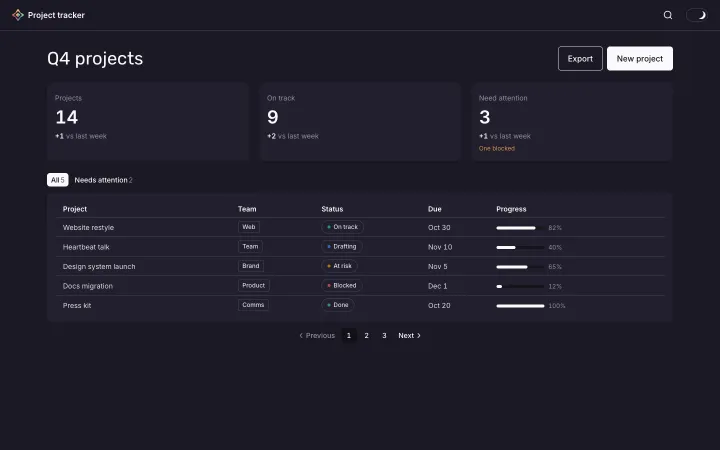 Project tracker
Q4 projects
Export
New project
Projects
14
+1 vs last week
On track
9
+2 vs last week
Need attention
3
+1 vs last week
One blocked
All 5
Needs attention 2
Project Team Status Due Progress
Website restyle Web On track Oct 30 82%
Heartbeat talk Team Drafting Nov 10 40%
Design system launch Brand At risk Nov 5 65%
Docs migration Product Blocked Dec 1 12%
Press kit Comms Done Oct 20 100%
Previous 1 2 3 Next